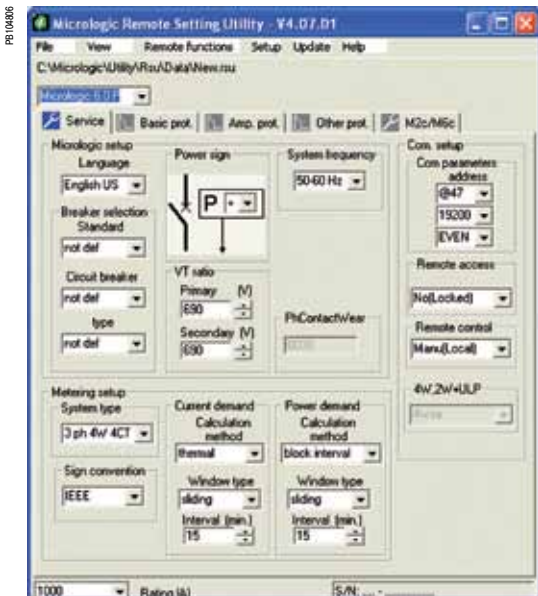 PB104806
Micrologic Remote Setting Utility - V4.07.01
File View Remote functions Setup Update Help
C:\Micrologic\Utility\Rsu\Data\New.rsu
Micrologic 6.0 P
Service Basic prot. Amp. prot. Other prot. M2c/M6c
Micrologic setup
Language
English US
Breaker selection
Standard
not def
Circuit breaker
not def
type
not def
Power sign
P +
VT ratio
Primary (V)
690
Secondary (V)
690
System frequency
50-60 Hz
PhContactWear
Com. setup
Com parameters
address
@47
19200
EVEN
Remote access
No(Locked)
Remote control
Manu(Local)
4W,2W+ULP
Metering setup
System type
3 ph 4W 4CT
Sign convention
IEEE
Current demand
Calculation
method
thermal
Window type
sliding
Interval (min.)
15
Power demand
Calculation
method
block interval
Window type
sliding
Interval (min.)
15
1000 Rating (A) S/N: ... -